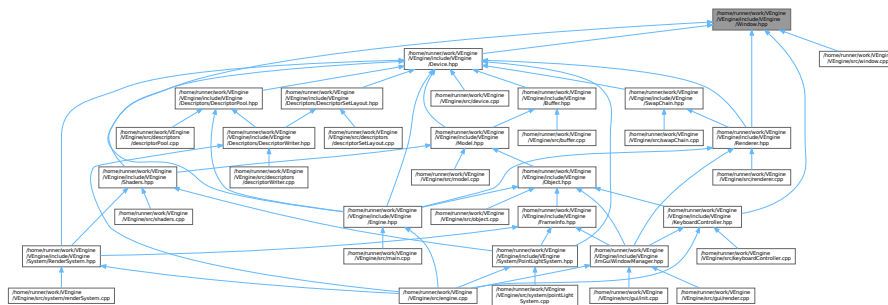 /home/runner/work/VEngine
/VEngine/include/VEngine
/Window.hpp
/home/runner/work/VEngine
/VEngine/include/VEngine
/Device.hpp
/home/runner/work/VEngine
/VEngine/src/window.cpp
/home/runner/work/VEngine
/VEngine/include/VEngine
/Descriptors/DescriptorPool.hpp
/home/runner/work/VEngine
/VEngine/include/VEngine
/Descriptors/DescriptorSetLayout.hpp
/home/runner/work/VEngine
/VEngine/src/device.cpp
/home/runner/work/VEngine
/VEngine/include/VEngine
/Buffer.hpp
/home/runner/work/VEngine
/VEngine/include/VEngine
/SwapChain.hpp
/home/runner/work/VEngine
/VEngine/src/descriptors
/descriptorPool.cpp
/home/runner/work/VEngine
/VEngine/include/VEngine
/Descriptors/DescriptorWriter.hpp
/home/runner/work/VEngine
/VEngine/src/descriptors
/descriptorSetLayout.cpp
/home/runner/work/VEngine
/VEngine/include/VEngine
/Model.hpp
/home/runner/work/VEngine
/VEngine/src/buffer.cpp
/home/runner/work/VEngine
/VEngine/src/swapChain.cpp
/home/runner/work/VEngine
/VEngine/include/VEngine
/Renderer.hpp
/home/runner/work/VEngine
/VEngine/include/VEngine
/Shaders.hpp
/home/runner/work/VEngine
/VEngine/src/descriptors
/descriptorWriter.cpp
/home/runner/work/VEngine
/VEngine/src/model.cpp
/home/runner/work/VEngine
/VEngine/include/VEngine
/Object.hpp
/home/runner/work/VEngine
/VEngine/src/renderer.cpp
/home/runner/work/VEngine
/VEngine/src/shaders.cpp
/home/runner/work/VEngine
/VEngine/include/VEngine
/Engine.hpp
/home/runner/work/VEngine
/VEngine/src/object.cpp
/home/runner/work/VEngine
/VEngine/include/VEngine
/FrameInfo.hpp
/home/runner/work/VEngine
/VEngine/include/VEngine
/KeyboardController.hpp
/home/runner/work/VEngine
/VEngine/include/VEngine
/System/RenderSystem.hpp
/home/runner/work/VEngine
/VEngine/src/main.cpp
/home/runner/work/VEngine
/VEngine/include/VEngine
/System/PointLightSystem.hpp
/home/runner/work/VEngine
/VEngine/include/VEngine
/ImGuiWindowManager.hpp
/home/runner/work/VEngine
/VEngine/src/keyboardController.cpp
/home/runner/work/VEngine
/VEngine/src/system/renderSystem.cpp
/home/runner/work/VEngine
/VEngine/src/engine.cpp
/home/runner/work/VEngine
/VEngine/src/system/pointLight
System.cpp
/home/runner/work/VEngine
/VEngine/src/gui/init.cpp
/home/runner/work/VEngine
/VEngine/src/gui/render.cpp